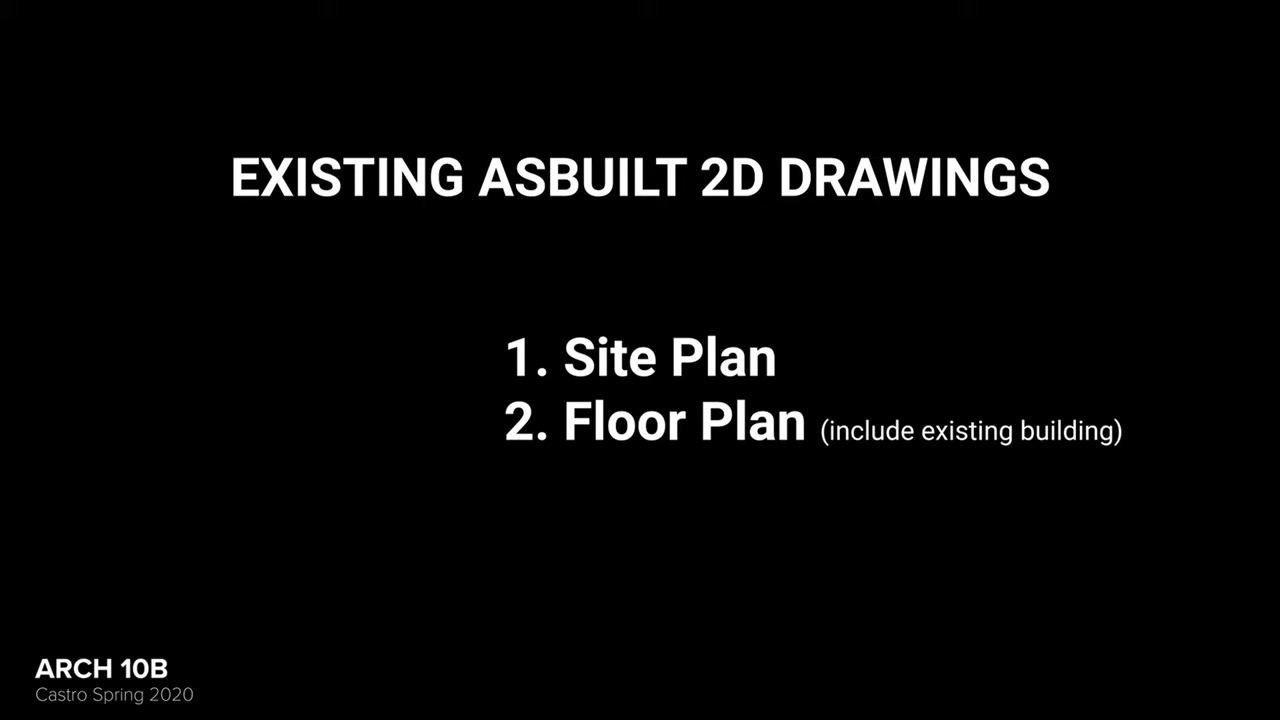 EXISTING ASBUILT 2D DRAWINGS
1. Site Plan
2. Floor Plan (include existing building)
ARCH 10B
Castro Spring 2020